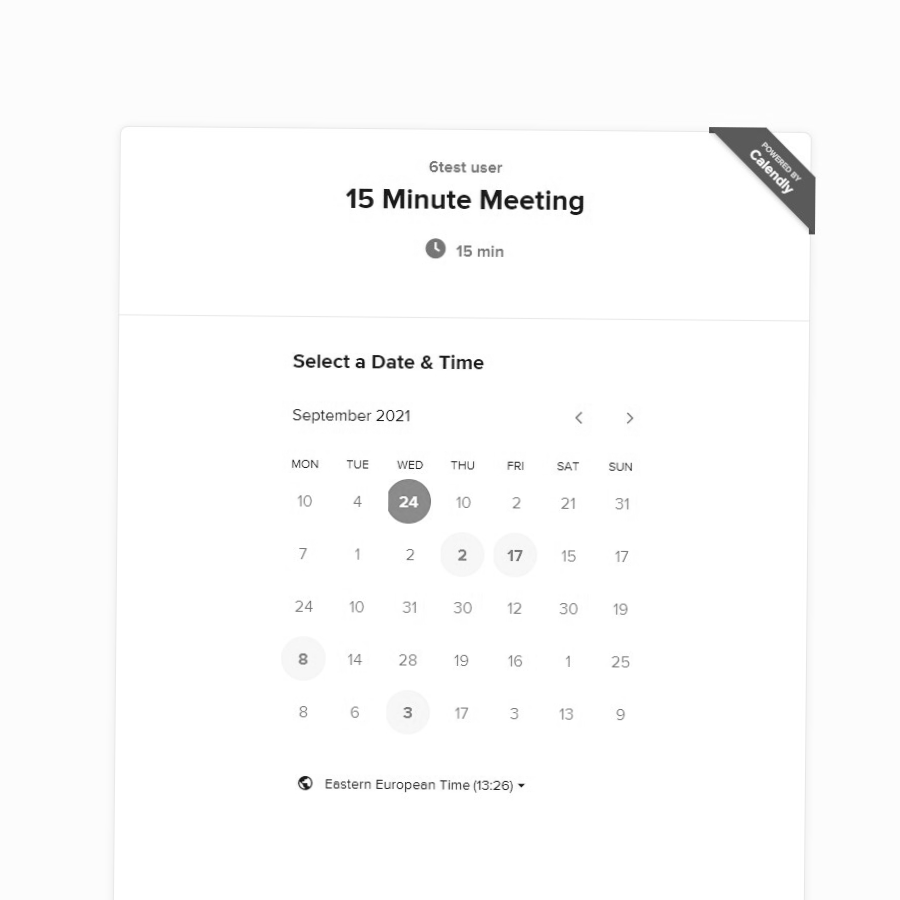 POWERED BY
Calendly
6test user
15 Minute Meeting
15 min
Select a Date & Time
September 2021
MON TUE WED THU FRI SAT SUN
10 4 24 10 2 21 31
7 1 2 2 17 15 17
24 10 31 30 12 30 19
8 14 28 19 16 1 25
8 6 3 17 3 13 9
Eastern European Time (13:26)